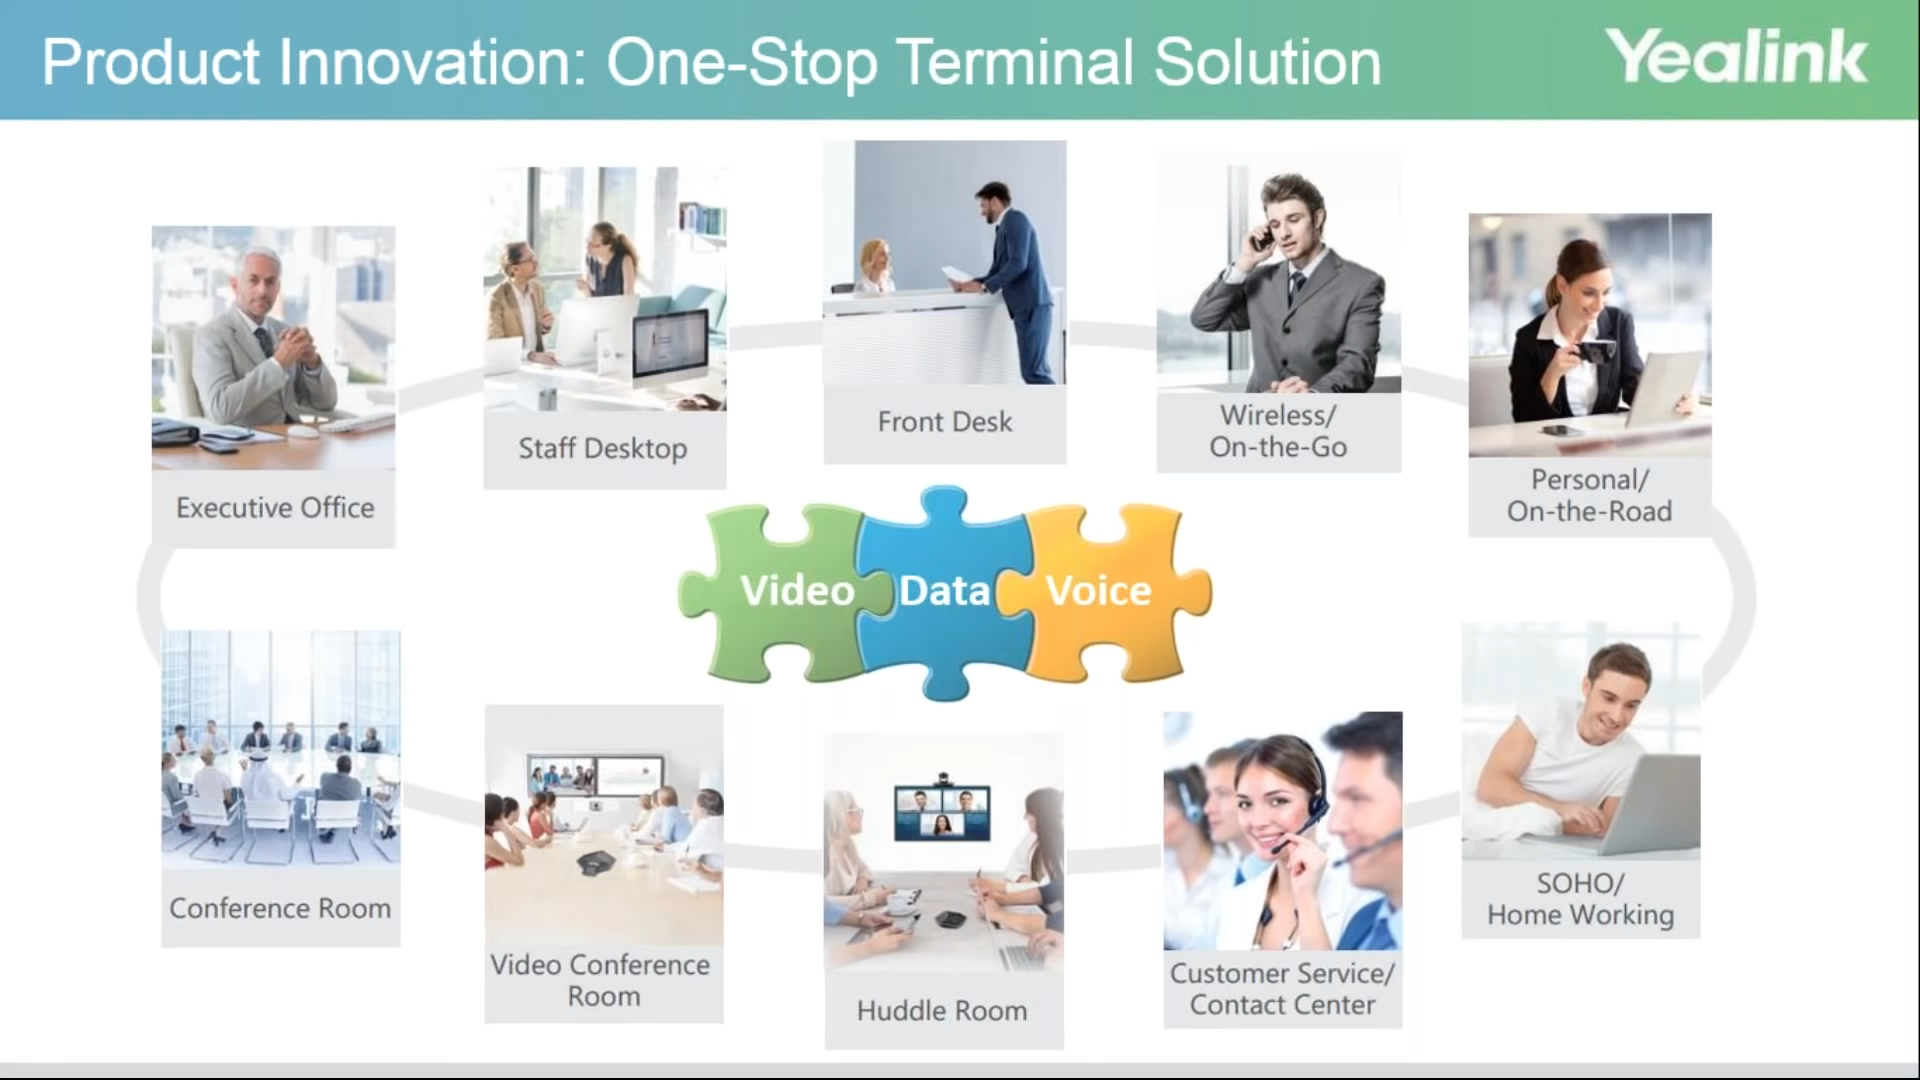 Product Innovation: One-Stop Terminal Solution
Yealink
Executive Office
Staff Desktop
Front Desk
Wireless/
On-the-Go
Personal/
On-the-Road
Video
Data
Voice
Conference Room
Video Conference
Room
Huddle Room
Customer Service/
Contact Center
SOHO/
Home Working